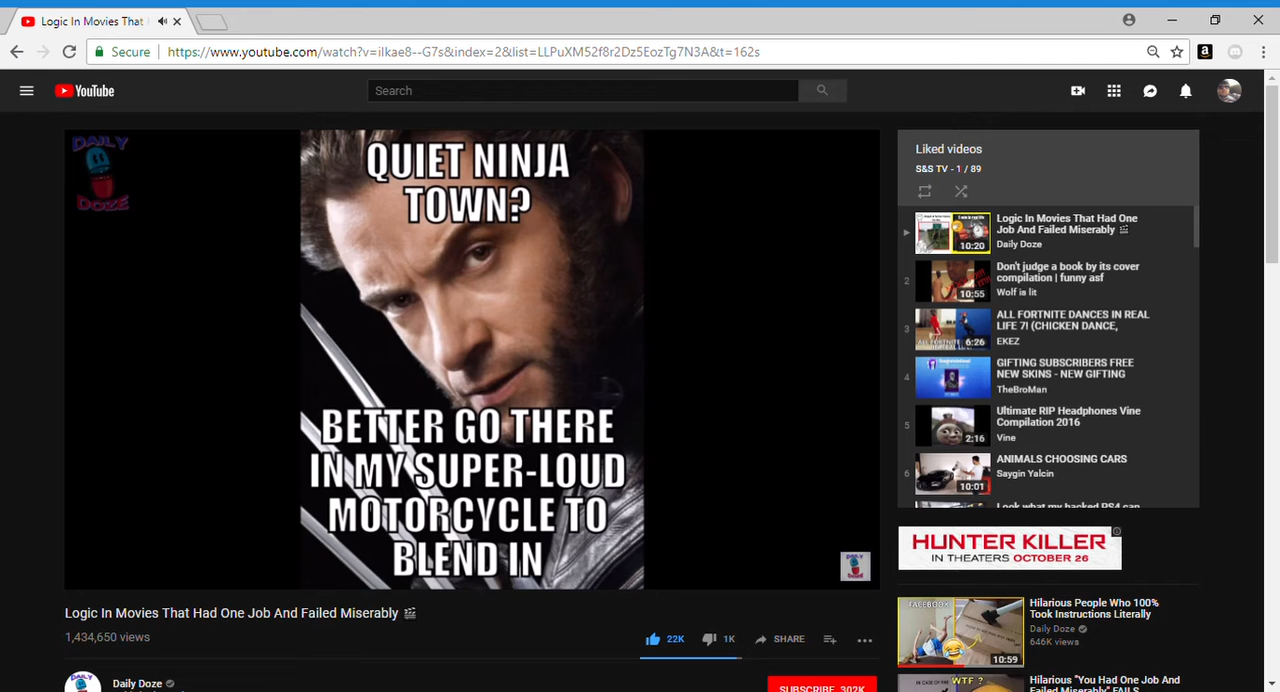 Logic In Movies That
Secure
https://www.youtube.com/watch?v=iIkae8--G7s&index=2&list=LLPuXM52f8r2Dz5EozTg7N3A&t=162s
YouTube
Search
DAILY
DOZE
QUIET NINJA
TOWN?
BETTER GO THERE
IN MY SUPER-LOUD
MOTORCYCLE TO
BLEND IN
Logic In Movies That Had One Job And Failed Miserably
1,434,650 views
22K
1K
SHARE
Daily Doze
SUBSCRIBE 302K
Liked videos
S&S TV - 1 / 89
10:20
Logic In Movies That Had One
Job And Failed Miserably
Daily Doze
2
10:55
Don't judge a book by its cover
compilation | funny asf
Wolf is lit
3
6:26
ALL FORTNITE DANCES IN REAL
LIFE 7! (CHICKEN DANCE,
EKEZ
4
GIFTING SUBSCRIBERS FREE
NEW SKINS - NEW GIFTING
TheBroMan
5
2:16
Ultimate RIP Headphones Vine
Compilation 2016
Vine
6
10:01
ANIMALS CHOOSING CARS
Saygin Yalcin
Look what my hacked PS4 can
HUNTER KILLER
IN THEATERS OCTOBER 26
FACEBOOK
10:59
Hilarious People Who 100%
Took Instructions Literally
Daily Doze
646K views
WTF ?
Hilarious "You Had One Job And
Failed Miserably" FAILS